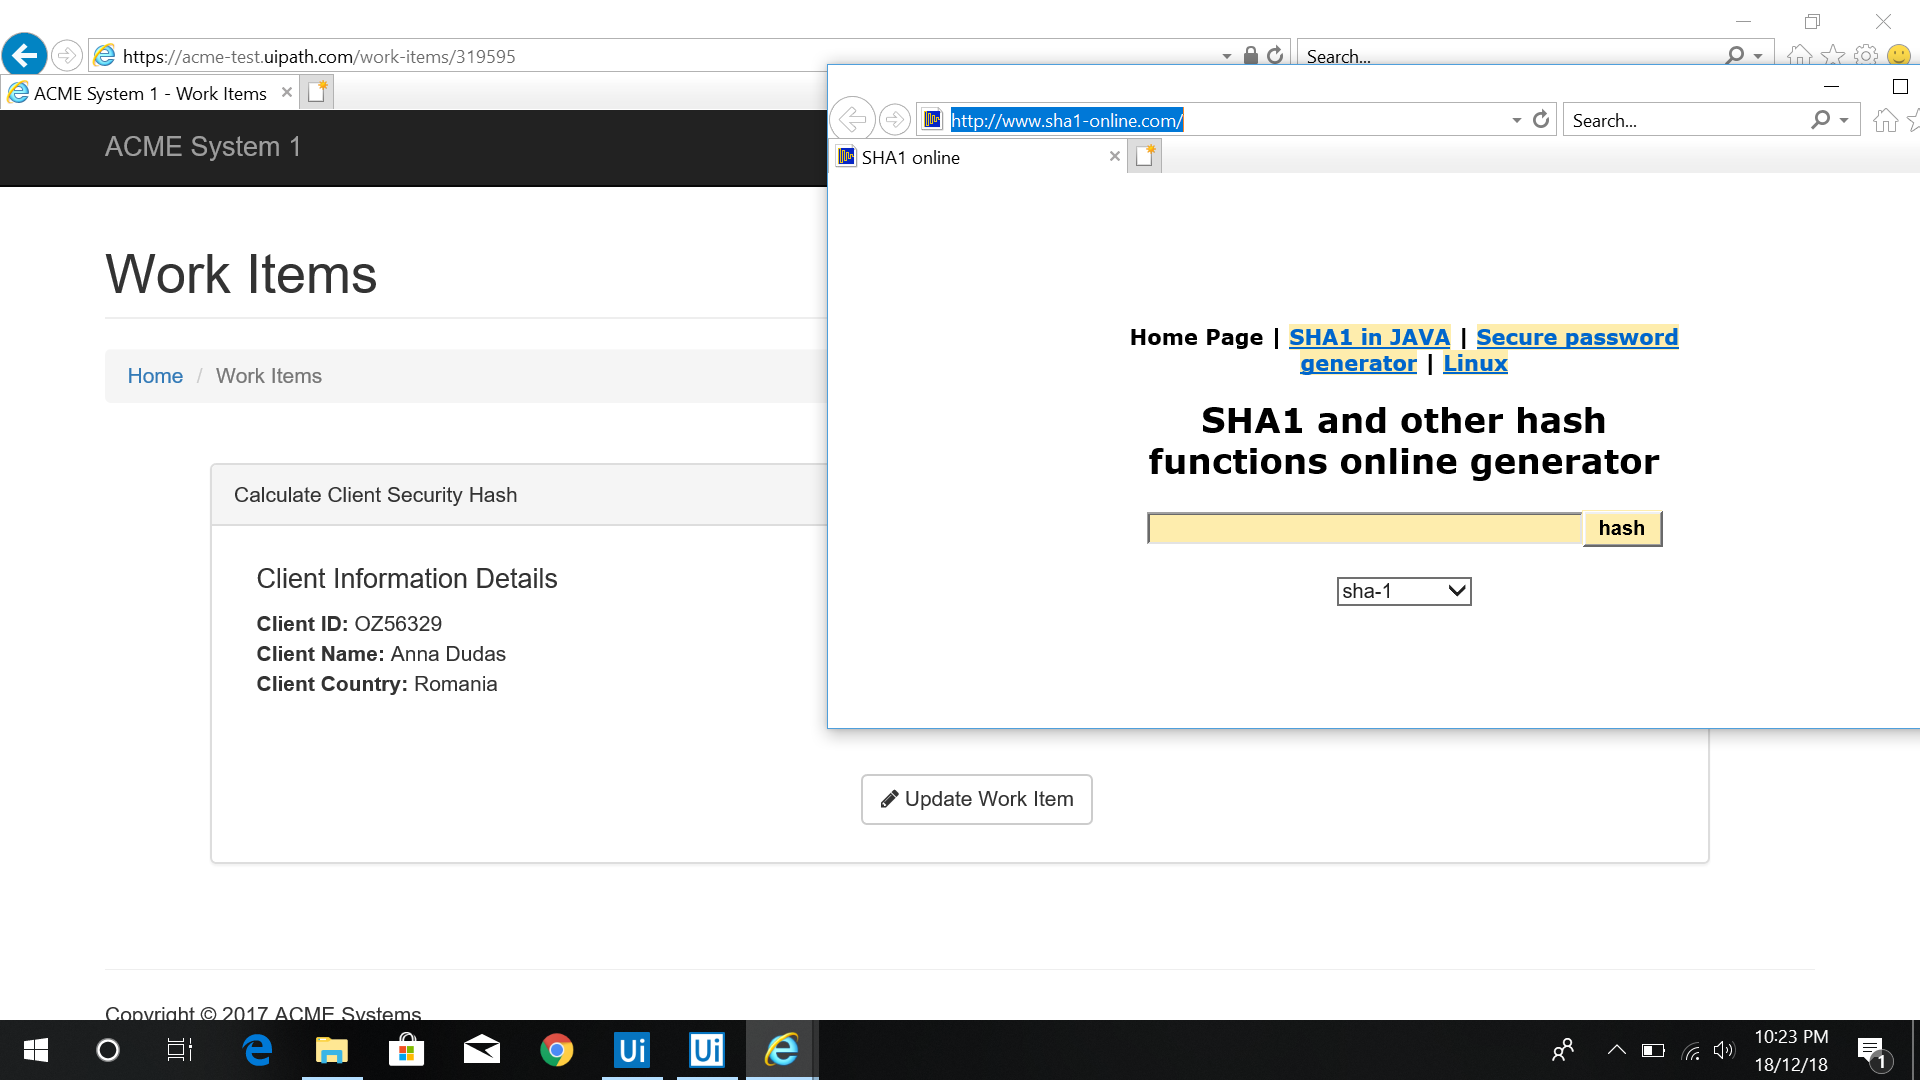 https://acme-test.uipath.com/work-items/319595
Search...
ACME System 1 - Work Items
ACME System 1
Work Items
Home / Work Items
Calculate Client Security Hash
Client Information Details
Client ID: OZ56329
Client Name: Anna Dudas
Client Country: Romania
Update Work Item
Copyright © 2017 ACME Systems
http://www.sha1-online.com/
Search...
SHA1 online
Home Page | SHA1 in JAVA | Secure password
generator | Linux
SHA1 and other hash
functions online generator
hash
sha-1
Ui
Ui
10:23 PM
18/12/18
1